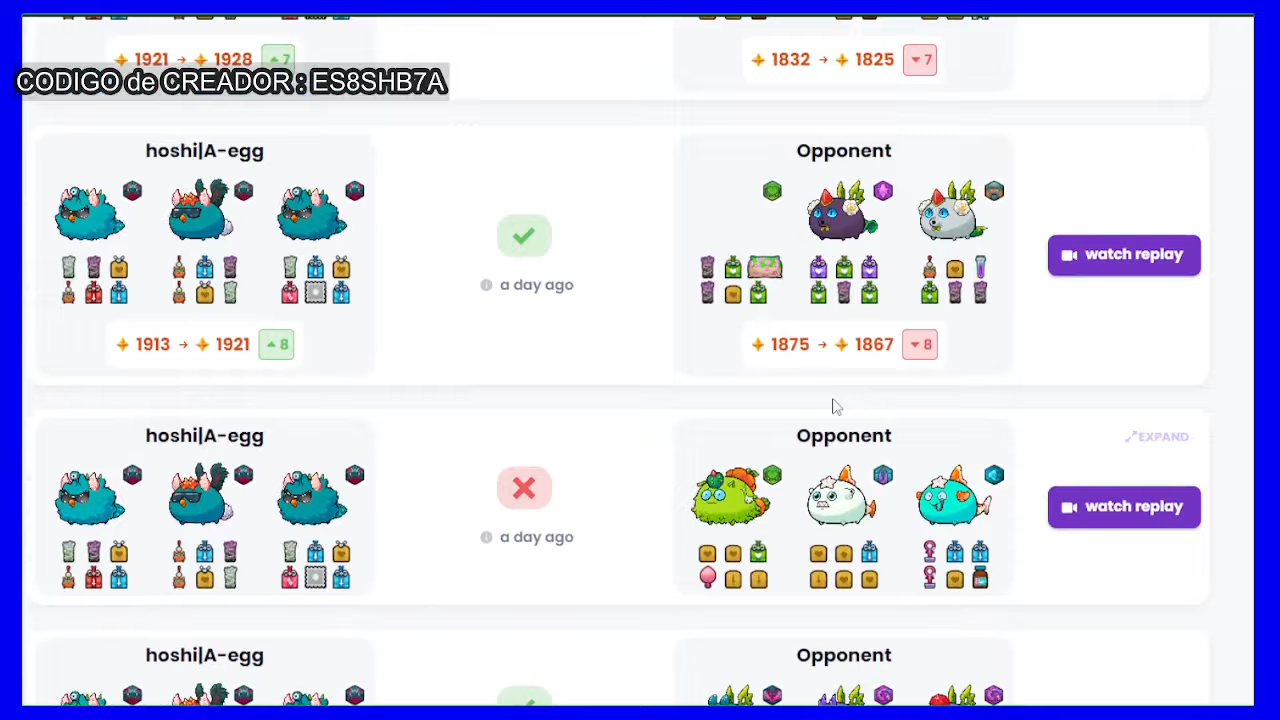 1921 → 1928 7
1832 → 1825 7
CODIGO de CREADOR : ES8SHB7A
hoshi|A-egg
Opponent
watch replay
a day ago
1913 → 1921 8
1875 → 1867 8
hoshi|A-egg
Opponent
EXPAND
watch replay
a day ago
hoshi|A-egg
Opponent